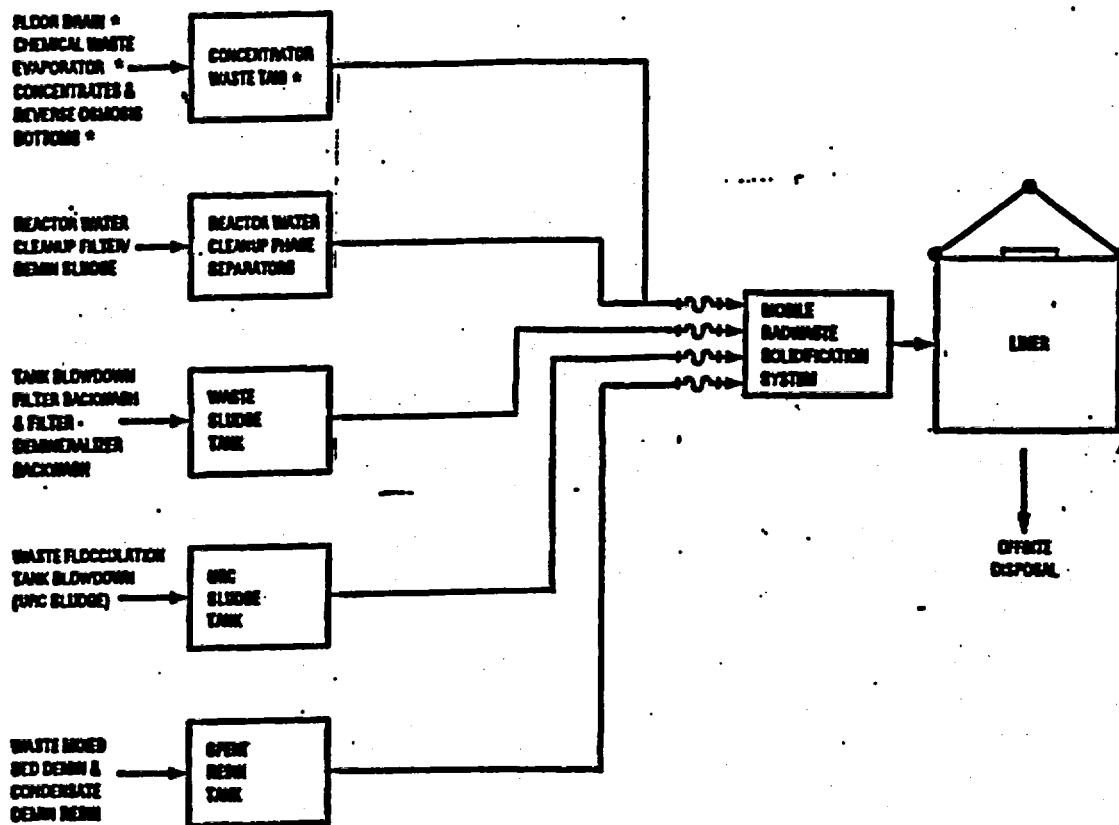 FLOOR DRAIN *
CHEMICAL WASTE
EVAPORATOR *
CONCENTRATES &
REVERSE OSMOSIS
BOTTOMS *
CONCENTRATOR
WASTE TANK *
REACTOR WATER
CLEANUP FILTER/
DEMIN SLUDGE
REACTOR WATER
CLEANUP PHASE
SEPARATORS
TANK BLOWDOWN
FILTER BACKWASH
& FILTER -
DEMINERALIZER
BACKWASH
WASTE
SLUDGE
TANK
WASTE FLOCCULATION
TANK BLOWDOWN
(URC SLUDGE)
URC
SLUDGE
TANK
WASTE MIXED
BED DEMIN &
CONDENSATE
DEMIN RESIN
SPENT
RESIN
TANK
MOBILE
RADWASTE
SOLIDIFICATION
SYSTEM
LINER
OFFSITE
DISPOSAL